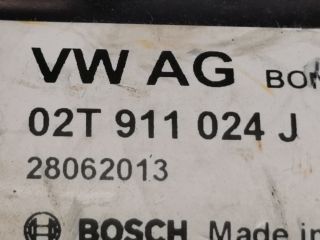 VW AG
02T 911 024 J
28062013
BOSCH Made in